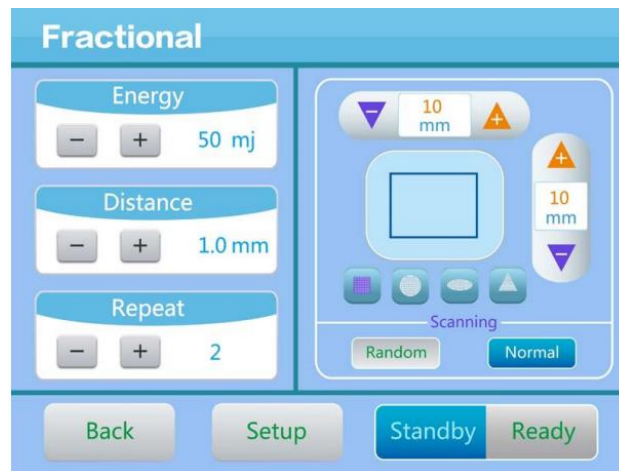 Fractional
Energy
− + 50 mj
Distance
− + 1.0 mm
Repeat
− + 2
− 10 mm +
+
10
mm
−
Scanning
Random Normal
Back Setup Standby Ready